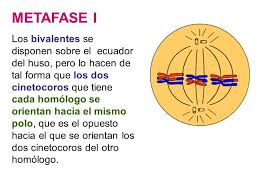 METAFASE I
Los bivalentes se
disponen sobre el ecuador
del huso, pero lo hacen de
tal forma que los dos
cinetocoros que tiene
cada homólogo se
orientan hacia el mismo
polo, que es el opuesto
hacia el que se orientan los
dos cinetocoros del otro
homólogo.